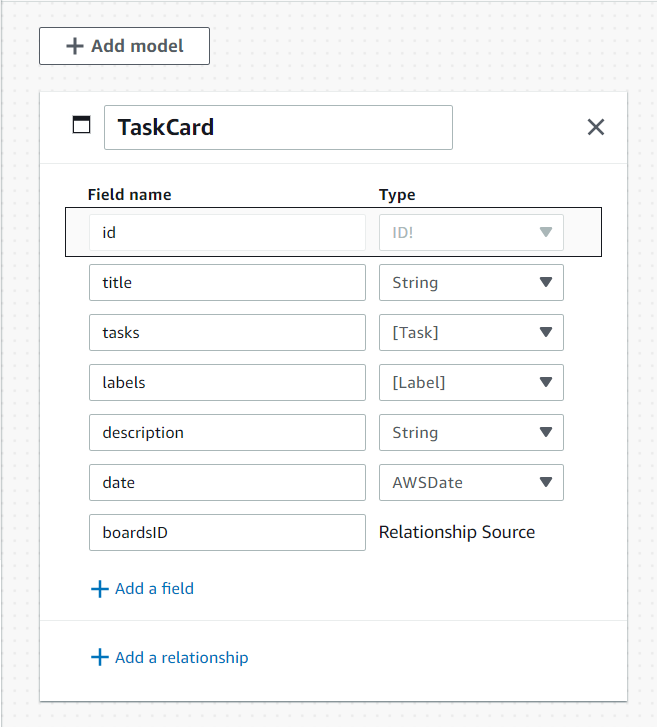 Add model
TaskCard
Field name Type
id ID!
title String
tasks [Task]
labels [Label]
description String
date AWSDate
boardsID Relationship Source
Add a field
Add a relationship